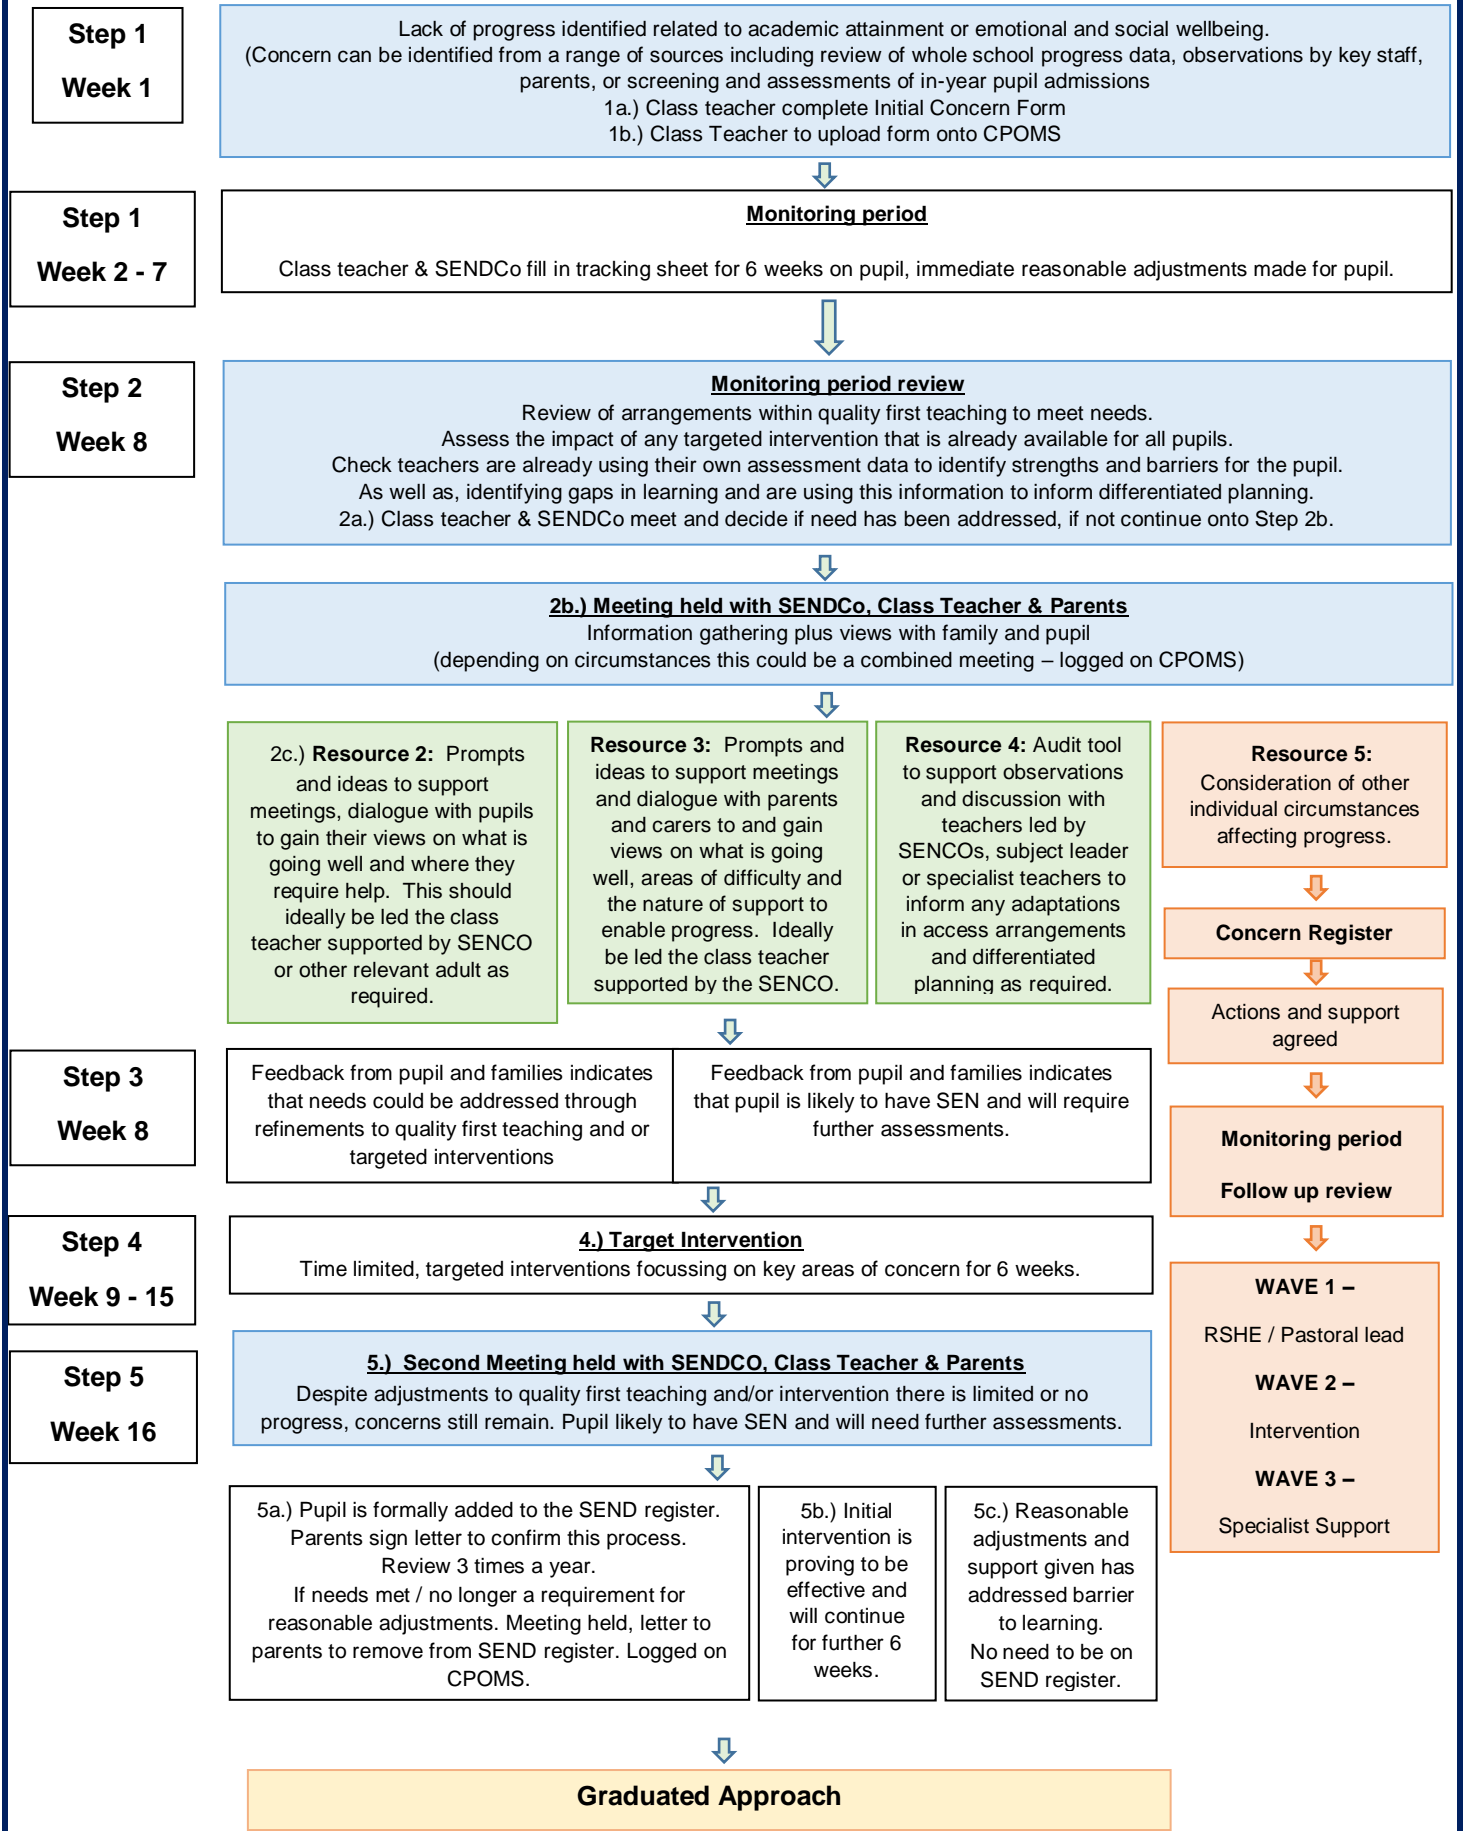 Step 1
Week 1
Lack of progress identified related to academic attainment or emotional and social wellbeing.
(Concern can be identified from a range of sources including review of whole school progress data, observations by key staff,
parents, or screening and assessments of in-year pupil admissions
1a.) Class teacher complete Initial Concern Form
1b.) Class Teacher to upload form onto CPOMS
Step 1
Week 2 - 7
Monitoring period
Class teacher & SENDCo fill in tracking sheet for 6 weeks on pupil, immediate reasonable adjustments made for pupil.
Step 2
Week 8
Monitoring period review
Review of arrangements within quality first teaching to meet needs.
Assess the impact of any targeted intervention that is already available for all pupils.
Check teachers are already using their own assessment data to identify strengths and barriers for the pupil.
As well as, identifying gaps in learning and are using this information to inform differentiated planning.
2a.) Class teacher & SENDCo meet and decide if need has been addressed, if not continue onto Step 2b.
2b.) Meeting held with SENDCo, Class Teacher & Parents
Information gathering plus views with family and pupil
(depending on circumstances this could be a combined meeting – logged on CPOMS)
2c.) Resource 2: Prompts
and ideas to support
meetings, dialogue with pupils
to gain their views on what is
going well and where they
require help. This should
ideally be led the class
teacher supported by SENCO
or other relevant adult as
required.
Resource 3: Prompts and
ideas to support meetings
and dialogue with parents
and carers to and gain
views on what is going
well, areas of difficulty and
the nature of support to
enable progress. Ideally
be led the class teacher
supported by the SENCO.
Resource 4: Audit tool
to support observations
and discussion with
teachers led by
SENCOs, subject leader
or specialist teachers to
inform any adaptations
in access arrangements
and differentiated
planning as required.
Resource 5:
Consideration of other
individual circumstances
affecting progress.
Concern Register
Actions and support
agreed
Monitoring period
Follow up review
WAVE 1 –
RSHE / Pastoral lead
WAVE 2 –
Intervention
WAVE 3 –
Specialist Support
Step 3
Week 8
Feedback from pupil and families indicates
that needs could be addressed through
refinements to quality first teaching and or
targeted interventions
Feedback from pupil and families indicates
that pupil is likely to have SEN and will require
further assessments.
Step 4
Week 9 - 15
4.) Target Intervention
Time limited, targeted interventions focussing on key areas of concern for 6 weeks.
Step 5
Week 16
5.) Second Meeting held with SENDCO, Class Teacher & Parents
Despite adjustments to quality first teaching and/or intervention there is limited or no
progress, concerns still remain. Pupil likely to have SEN and will need further assessments.
5a.) Pupil is formally added to the SEND register.
Parents sign letter to confirm this process.
Review 3 times a year.
If needs met / no longer a requirement for
reasonable adjustments. Meeting held, letter to
parents to remove from SEND register. Logged on
CPOMS.
5b.) Initial
intervention is
proving to be
effective and
will continue
for further 6
weeks.
5c.) Reasonable
adjustments and
support given has
addressed barrier
to learning.
No need to be on
SEND register.
Graduated Approach